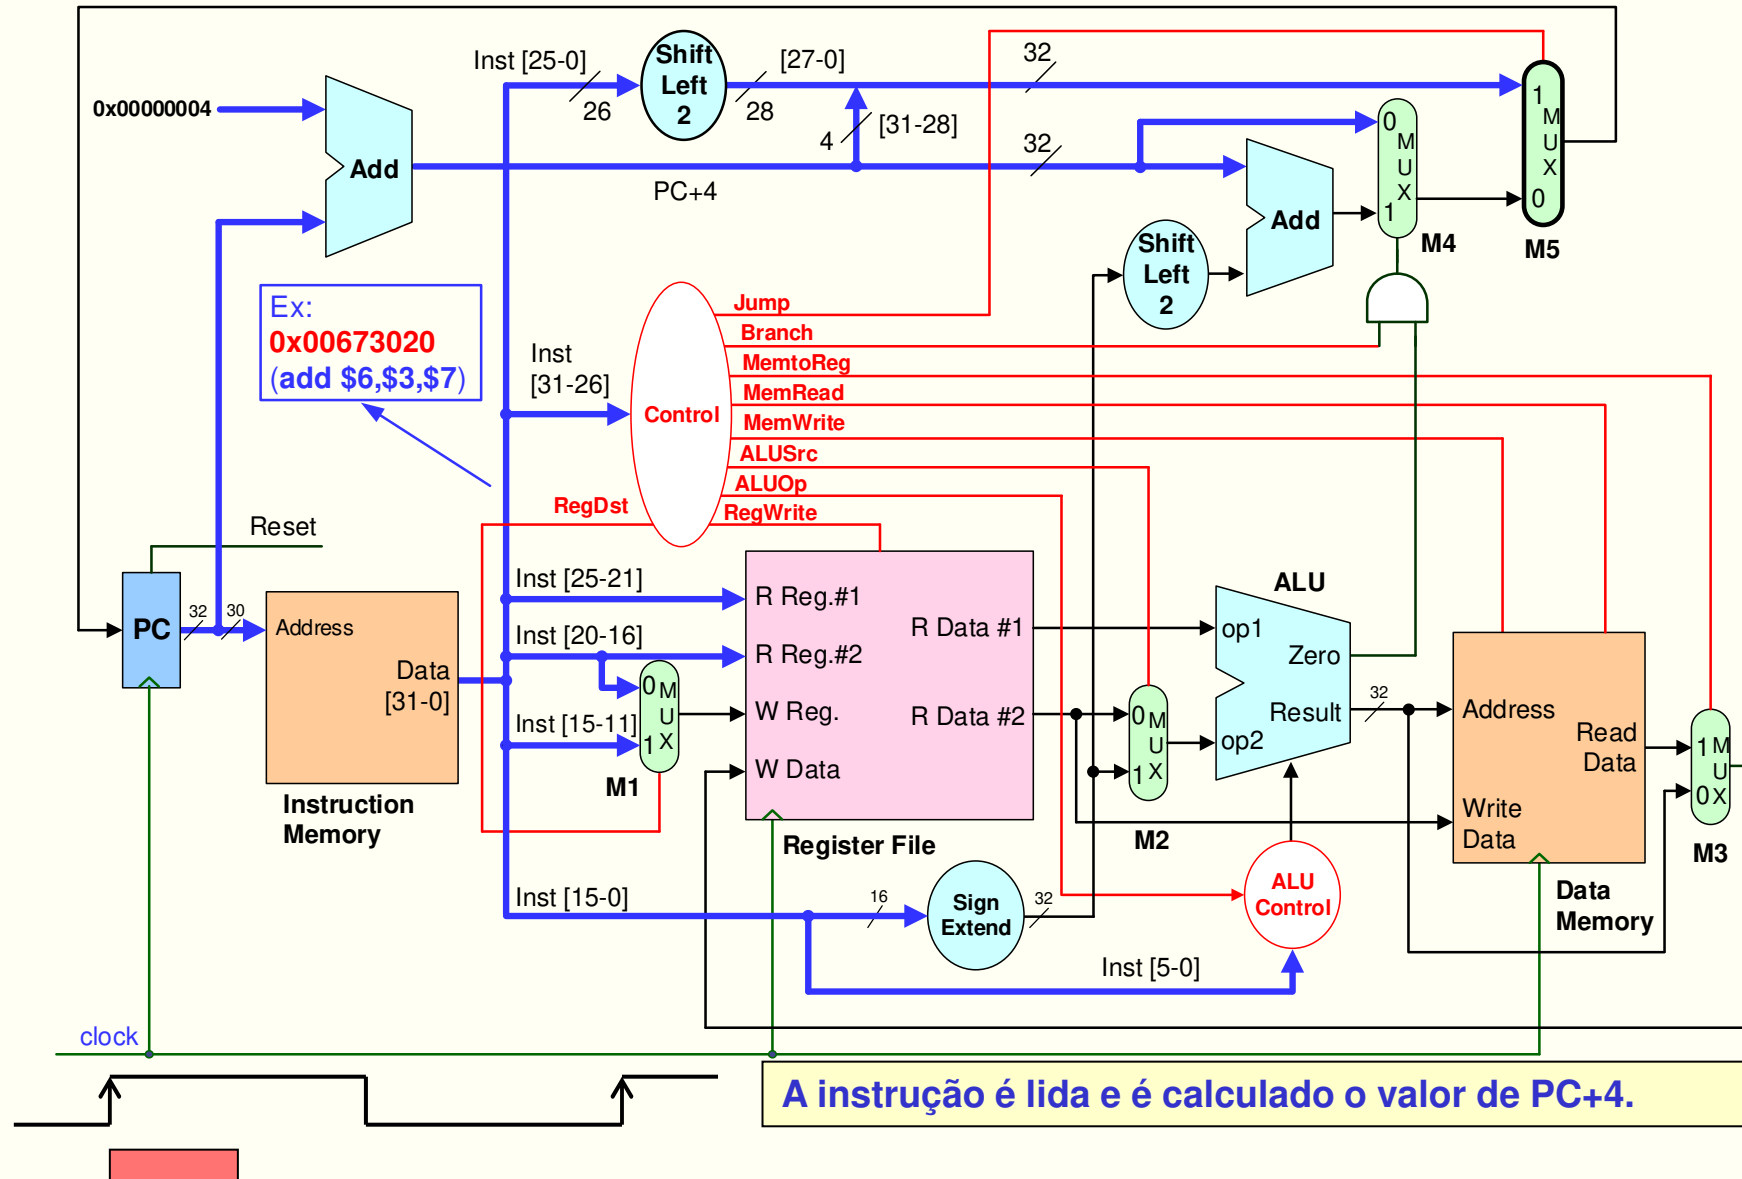 Inst [25-0]
26
Shift
Left
2
[27-0]
28
32
0x00000004
4
[31-28]
Add
PC+4
32
0
M
U
X
1
M4
1
M
U
X
0
M5
Add
Shift
Left
2
Ex:
0x00673020
(add $6,$3,$7)
Inst
[31-26]
Control
Jump
Branch
MemtoReg
MemRead
MemWrite
ALUSrc
ALUOp
RegWrite
RegDst
Reset
PC
32
30
Address
Data
[31-0]
Instruction
Memory
Inst [25-21]
Inst [20-16]
Inst [15-11]
0
M
U
X
1
M1
R Reg.#1
R Reg.#2
W Reg.
W Data
R Data #1
R Data #2
Register File
0
M
U
X
1
M2
ALU
op1
Zero
Result
op2
32
Address
Read
Data
Write
Data
Data
Memory
1
M
U
X
0
M3
Inst [15-0]
16
Sign
Extend
32
ALU
Control
Inst [5-0]
clock
A instrução é lida e é calculado o valor de PC+4.